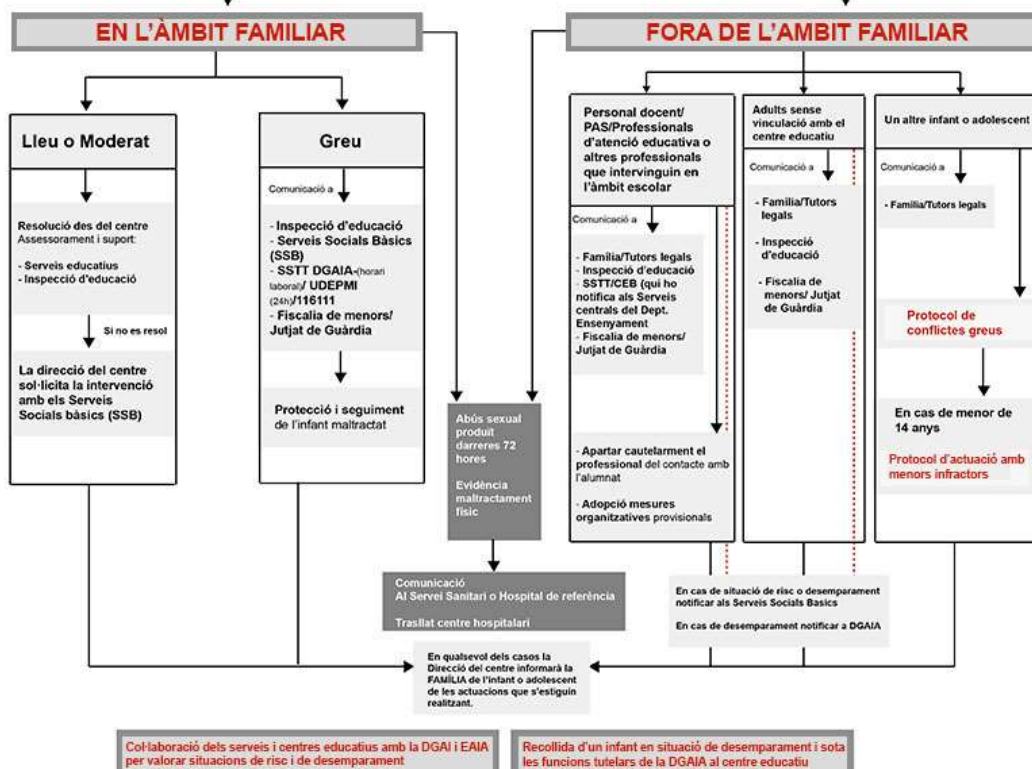 EN L'ÀMBIT FAMILIAR
FORA DE L'AMBIT FAMILIAR
Lleu o Moderat
Resolució des del centre
Assessorament i suport:
- Serveis educatius
- Inspecció d'educació
Si no es resol
La direcció del centre
sol·licita la intervenció
amb els Serveis
Socials bàsics (SSB)
Greu
Comunicació a
- Inspecció d'educació
- Serveis Socials Bàsics
(SSB)
- SSTT DGAIA-(horari
laboral)/ UDEPMI
(24h)/116111
- Fiscalia de menors/
Jutjat de Guàrdia
Protecció i seguiment
de l'infant maltractat
Abús sexual
produït
darreres 72
hores
Evidència
maltractament
físic
Comunicació
Al Servei Sanitari o Hospital de referència
Trasllat centre hospitalari
Personal docent/
PAS/Professionals
d'atenció educativa o
altres professionals
que intervinguin en
l'àmbit escolar
Comunicació a
- Família/Tutors legals
- Inspecció d'educació
- SSTT/CEB (qui ho
notifica als Serveis
centrals del Dept.
Ensenyament
- Fiscalia de menors/
Jutjat de Guàrdia
- Apartar cautelarment el
professional del contacte amb
l'alumnat
- Adopció mesures
organitzatives provisionals
Adults sense
vinculació amb el
centre educatiu
Comunicació a
- Família/Tutors
legals
- Inspecció
d'educació
- Fiscalia de
menors/ Jutjat de
Guàrdia
Un altre infant o adolescent
Comunicació a
- Família/Tutors legals
Protocol de
conflictes greus
En cas de menor de
14 anys
Protocol d'actuació amb
menors infractors
En cas de situació de risc o desemparament
notificar als Serveis Socials Basics
En cas de desemparament notificar a DGAIA
En qualsevol dels casos la
Direcció del centre informarà la
FAMÍLIA de l'infant o adolescent
de les actuacions que s'estiguin
realitzant.
Col·laboració dels serveis i centres educatius amb la DGAI i EAIA
per valorar situacions de risc i de desemparament
Recollida d'un infant en situació de desemparament i sota
les funcions tutelars de la DGAIA al centre educatiu